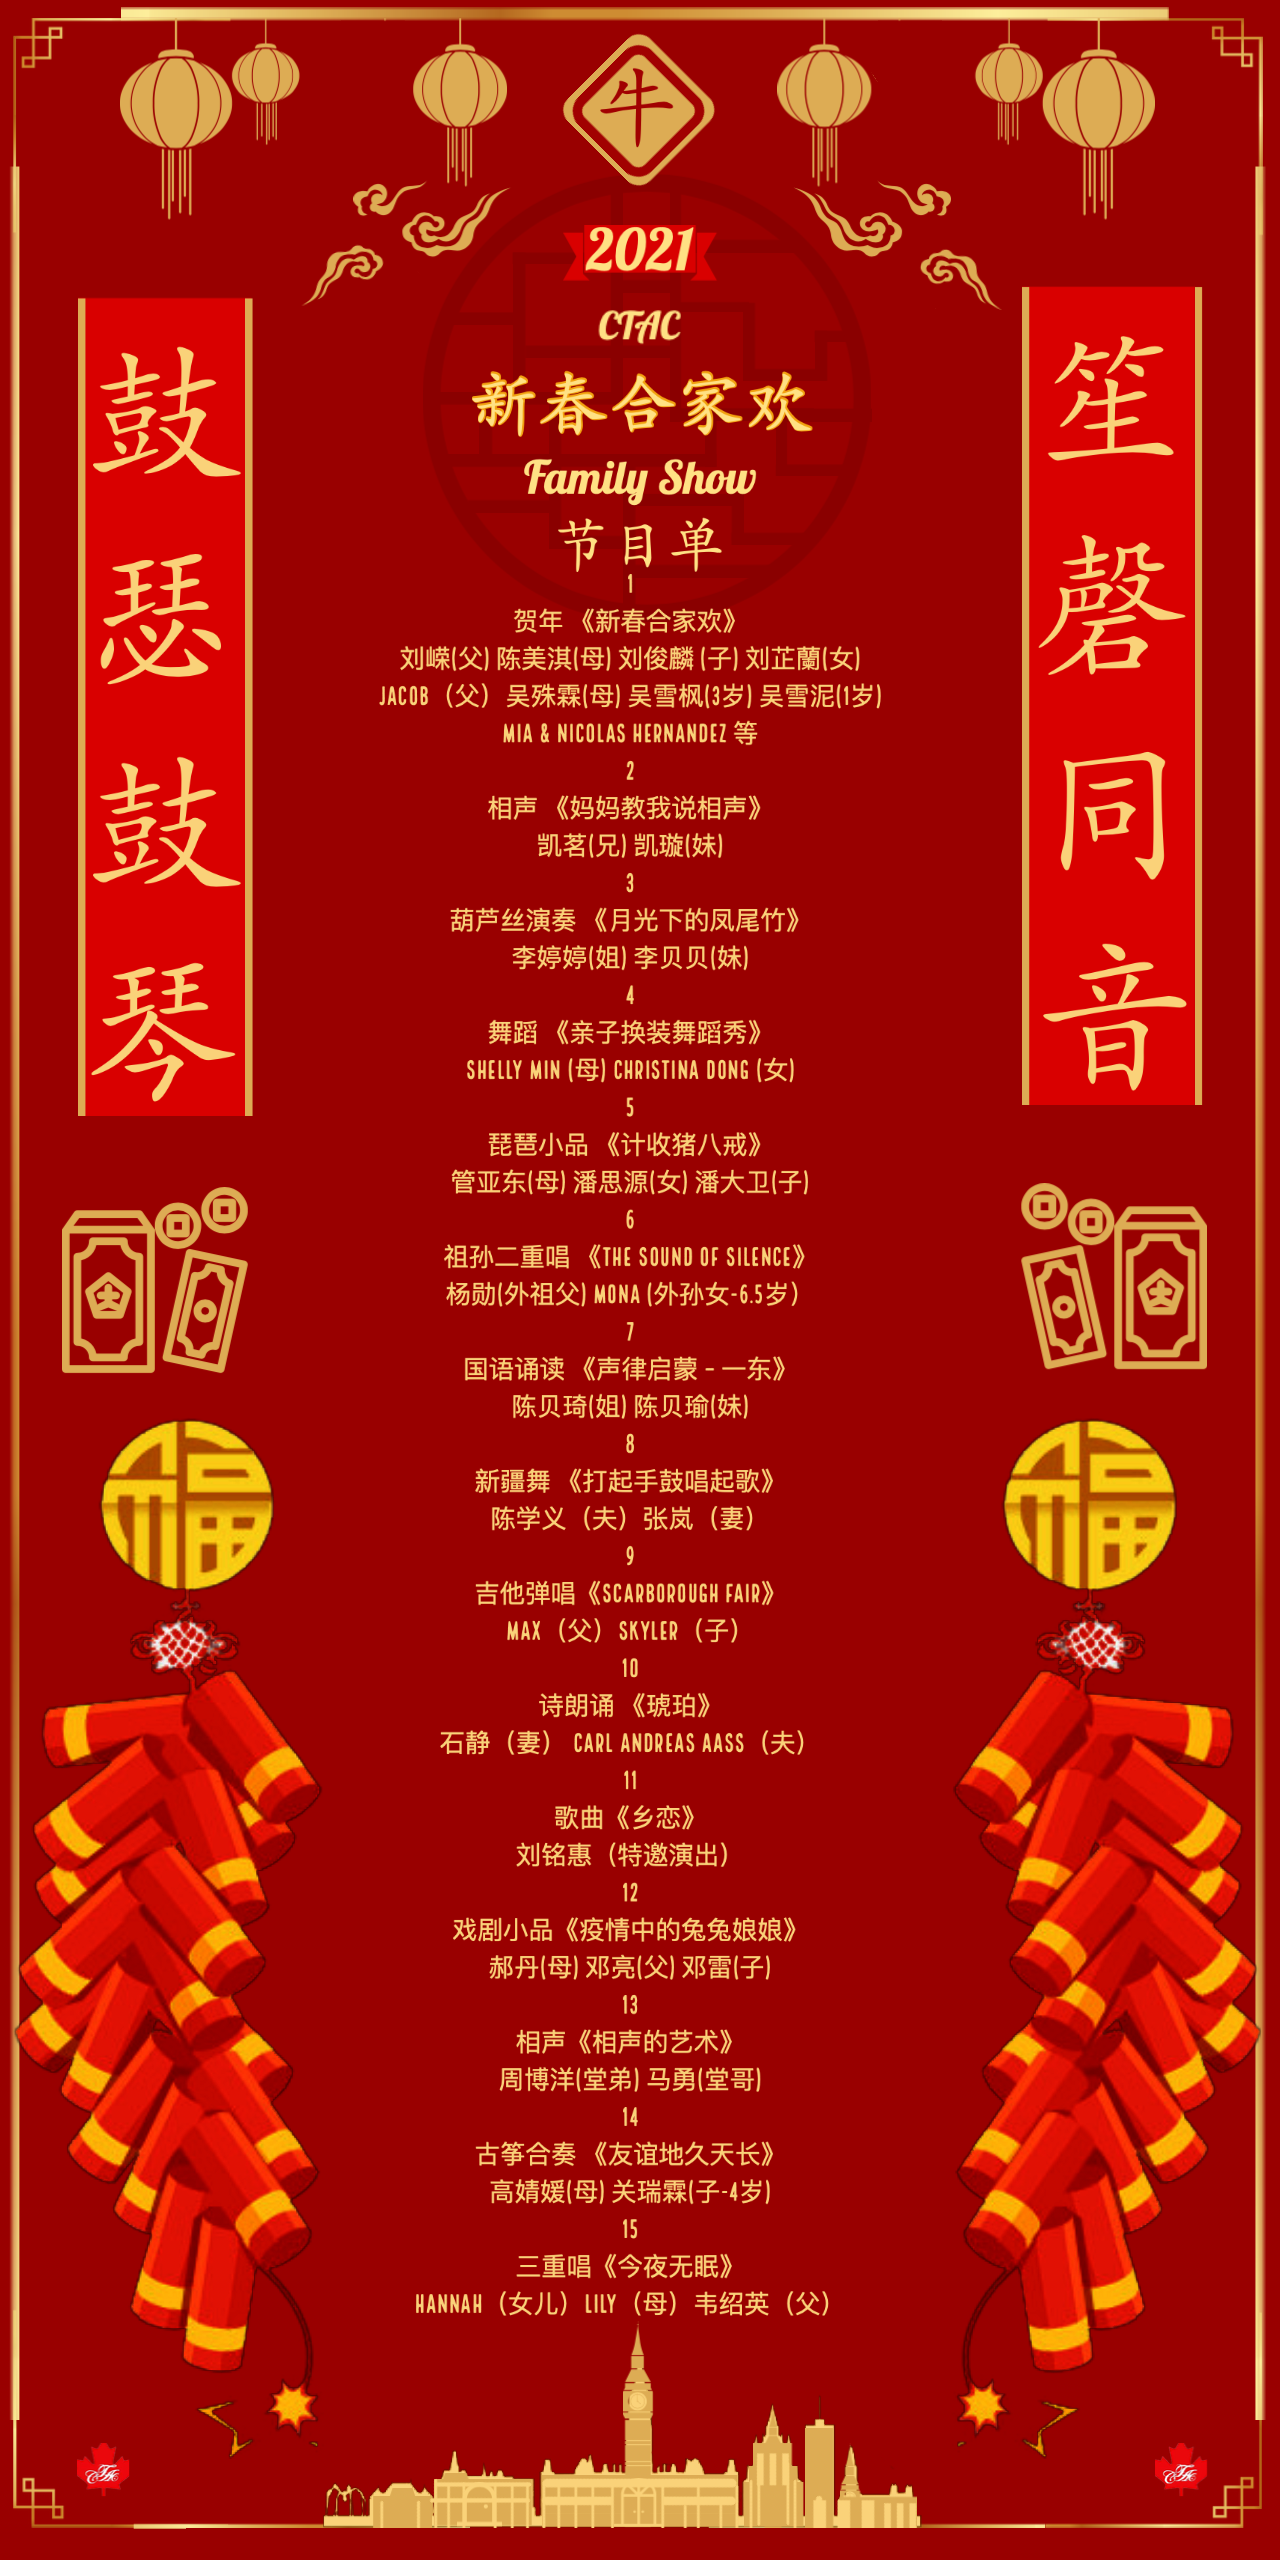 牛
2021
CTAC
新春合家欢
Family Show
节目单
鼓瑟鼓琴
笙磬同音
1
贺年 《新春合家欢》
刘嵘(父) 陈美淇(母) 刘俊麟 (子) 刘芷蘭(女)
JACOB（父） 吴殊霖(母) 吴雪枫(3岁) 吴雪泥(1岁)
MIA & NICOLAS HERNANDEZ 等
2
相声 《妈妈教我说相声》
凯茗(兄) 凯璇(妹)
3
葫芦丝演奏 《月光下的凤尾竹》
李婷婷(姐) 李贝贝(妹)
4
舞蹈 《亲子换装舞蹈秀》
SHELLY MIN (母) CHRISTINA DONG (女)
5
琵琶小品 《计收猪八戒》
管亚东(母) 潘思源(女) 潘大卫(子)
6
祖孙二重唱 《THE SOUND OF SILENCE》
杨勋(外祖父) MONA (外孙女-6.5岁）
7
国语诵读 《声律启蒙 - 一东》
陈贝琦(姐) 陈贝瑜(妹)
8
新疆舞 《打起手鼓唱起歌》
陈学义（夫）张岚（妻）
9
吉他弹唱《SCARBOROUGH FAIR》
MAX（父）SKYLER（子）
10
诗朗诵 《琥珀》
石静（妻） CARL ANDREAS AASS（夫）
11
歌曲《乡恋》
刘铭惠（特邀演出）
12
戏剧小品《疫情中的兔兔娘娘》
郝丹(母) 邓亮(父) 邓雷(子)
13
相声《相声的艺术》
周博洋(堂弟) 马勇(堂哥)
14
古筝合奏 《友谊地久天长》
高婧媛(母) 关瑞霖(子-4岁)
15
三重唱《今夜无眠》
HANNAH（女儿）LILY（母）韦绍英（父）
福
福